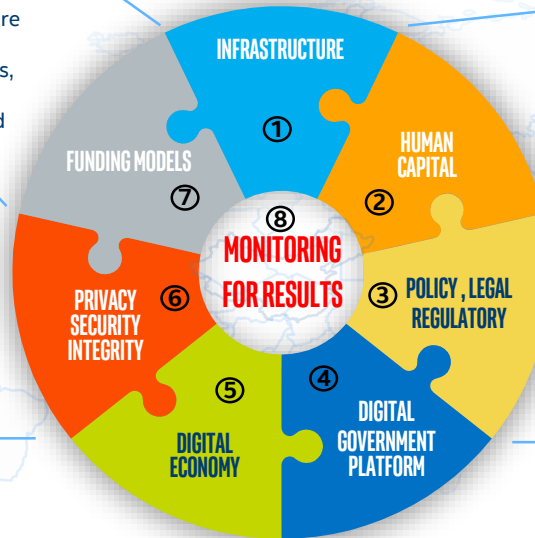 re
s,
d
INFRASTRUCTURE
①
HUMAN
CAPITAL
②
③
POLICY , LEGAL
REGULATORY
④
DIGITAL
GOVERNMENT
PLATFORM
⑤
DIGITAL
ECONOMY
⑥
PRIVACY
SECURITY
INTEGRITY
FUNDING MODELS
⑦
⑧
MONITORING
FOR RESULTS